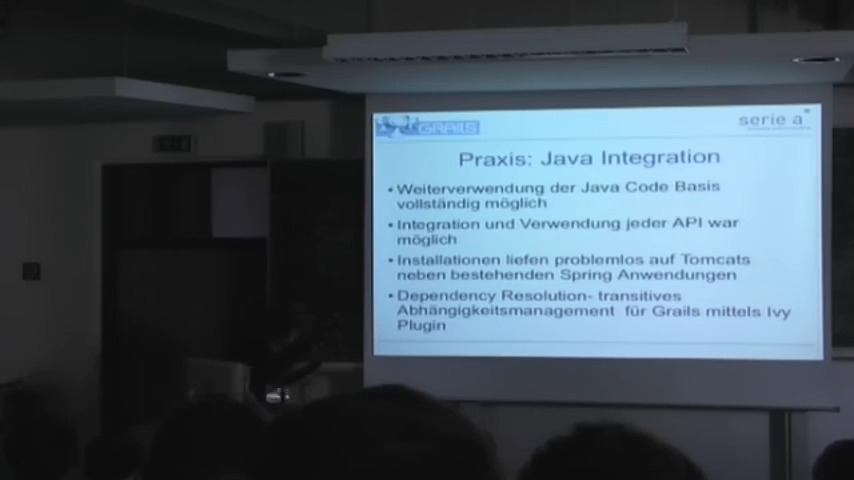 GRAILS
serie a
Praxis: Java Integration
•Weiterverwendung der Java Code Basis
vollständig möglich
•Integration und Verwendung jeder API war
möglich
•Installationen liefen problemlos auf Tomcats
neben bestehenden Spring Anwendungen
•Dependency Resolution- transitives
Abhängigkeitsmanagement für Grails mittels Ivy
Plugin